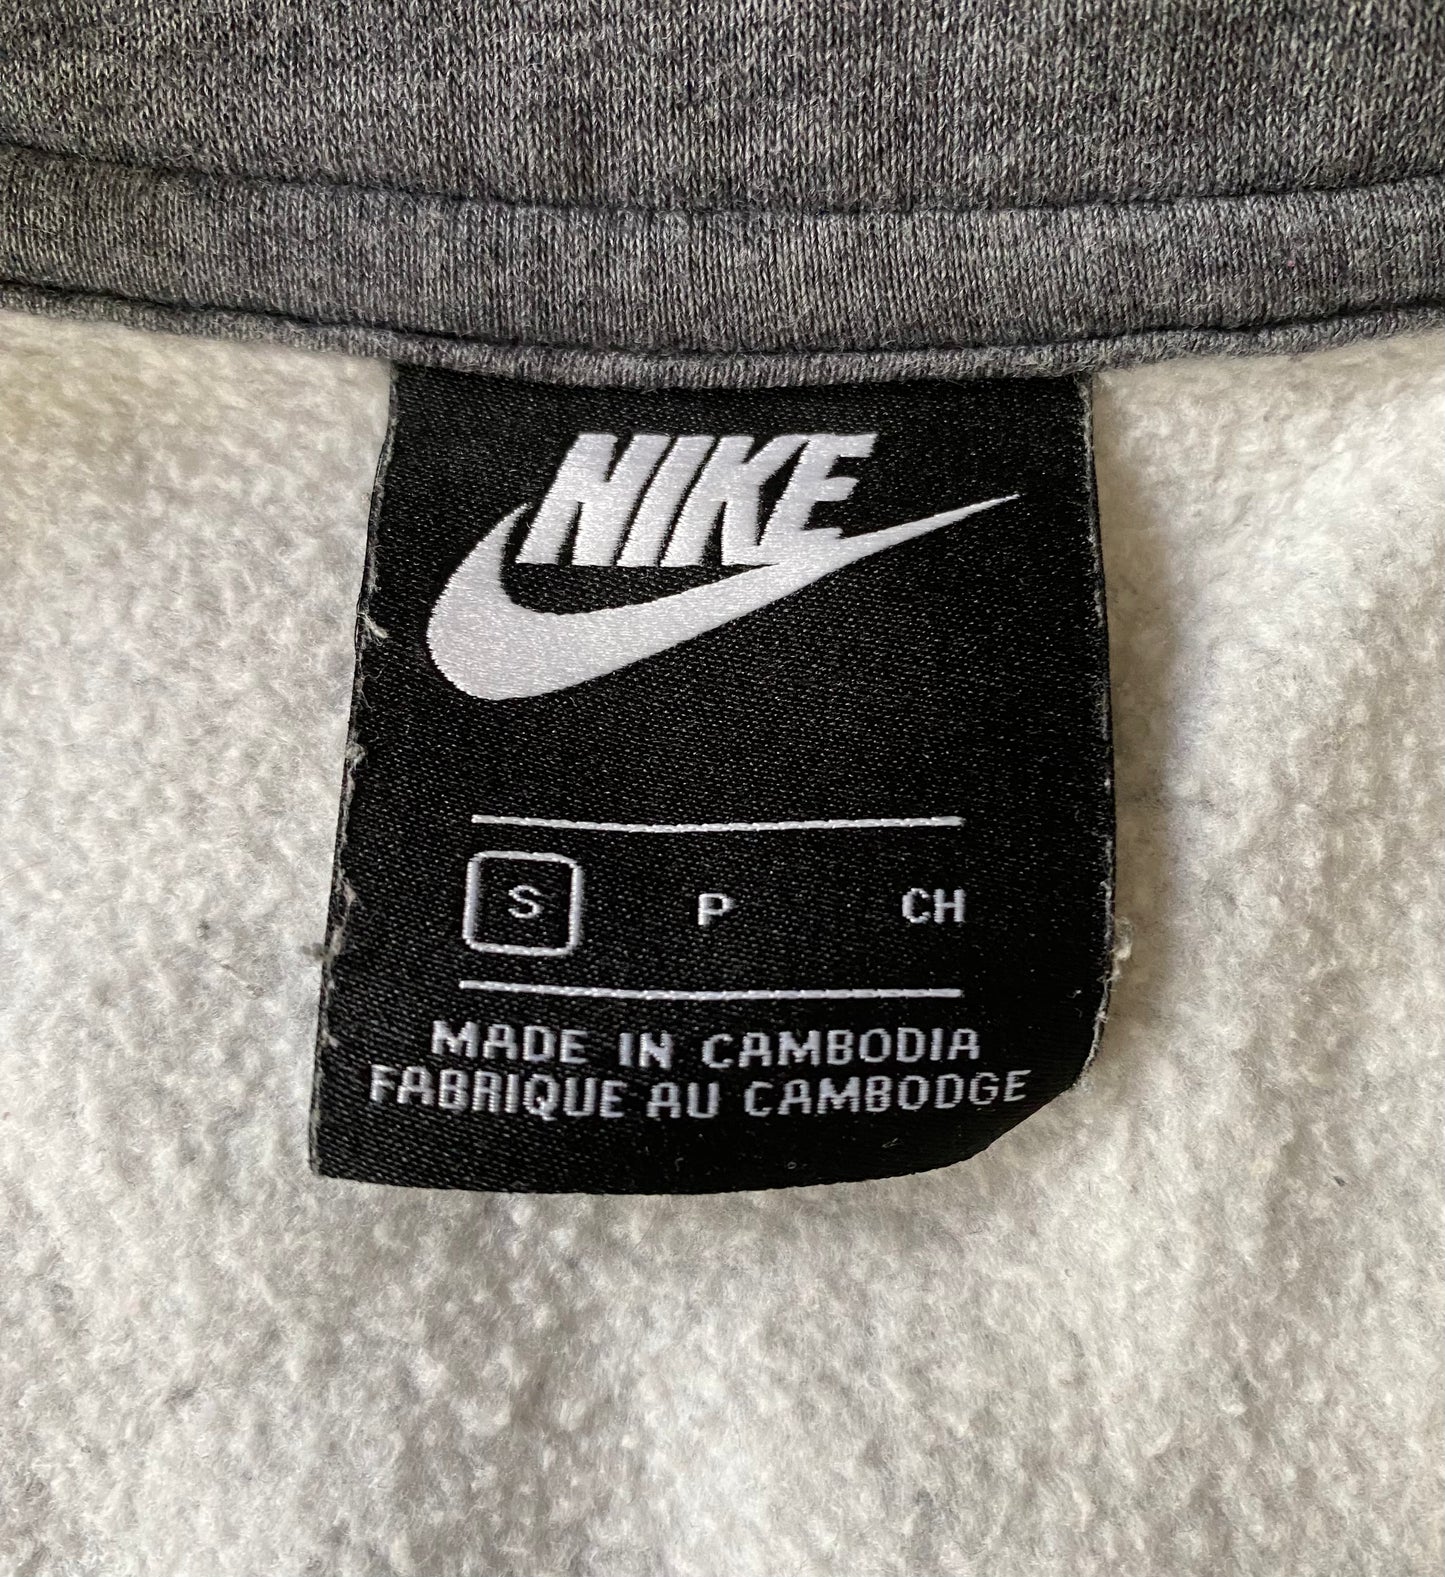 NIKE
S P CH
MADE IN CAMBODIA
FABRIQUE AU CAMBODGE